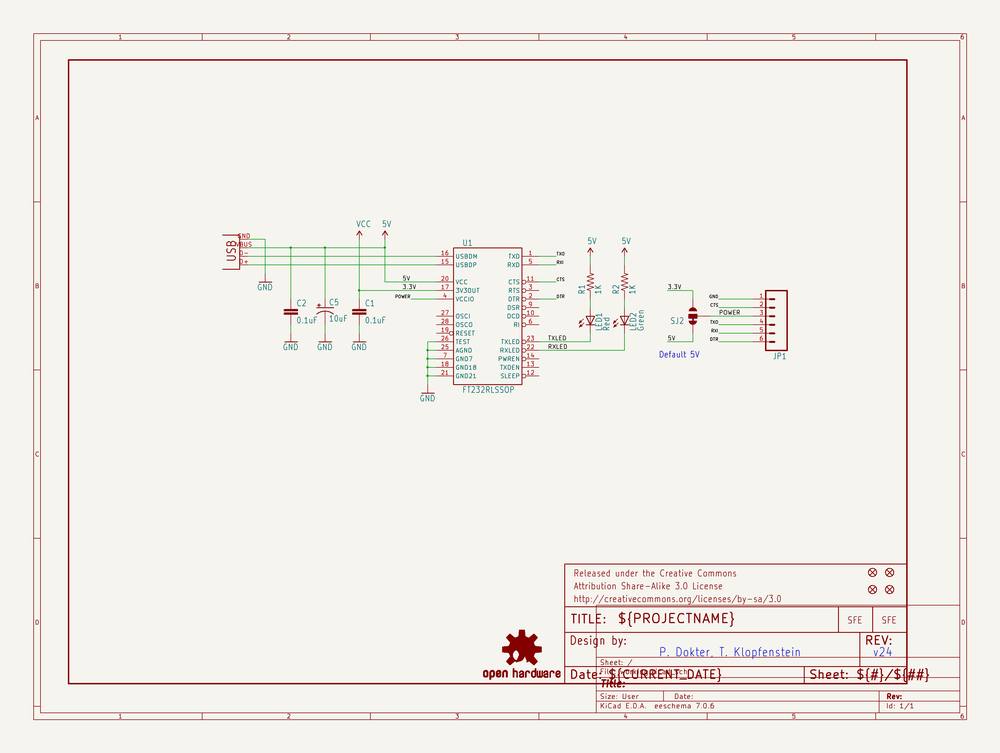 1 2 3 4 5 6
A A
B B
C C
D D
USB
GND
VBUS
D-
D+
GND
VCC 5V
C2
0.1uF
GND
C5
10uF
GND
C1
0.1uF
GND
5V
3.3V
POWER
GND
U1
16 USBDM
15 USBDP
20 VCC
17 3V3OUT
4 VCCIO
27 OSCI
28 OSCO
19 RESET
26 TEST
25 AGND
7 GND7
18 GND18
21 GND21
TXD 1 TXO
RXD 5 RXI
CTS 11 CTS
RTS 3
DTR 2 DTR
DSR 9
DCD 10
RI 6
TXLED 23 TXLED
RXLED 22 RXLED
PWREN 14
TXDEN 13
SLEEP 12
FT232RLSSOP
5V 5V
R1
1K
R2
1K
LED1
Red
LED2
Green
3.3V
SJ2
5V
Default 5V
GND 1
CTS 2
POWER 3
TXO 4
RXI 5
DTR 6
JP1
Released under the Creative Commons
Attribution Share-Alike 3.0 License
http://creativecommons.org/licenses/by-sa/3.0
TITLE: ${PROJECTNAME} SFE SFE
Design by: REV:
P. Dokter, T. Klopfenstein v24
Sheet: /
Date: ${CURRENT_DATE} Sheet: ${#}/${##}
Title:
Size: User Date: Rev:
KiCad E.D.A. eeschema 7.0.6 Id: 1/1
open hardware
1 2 3 4 5 6